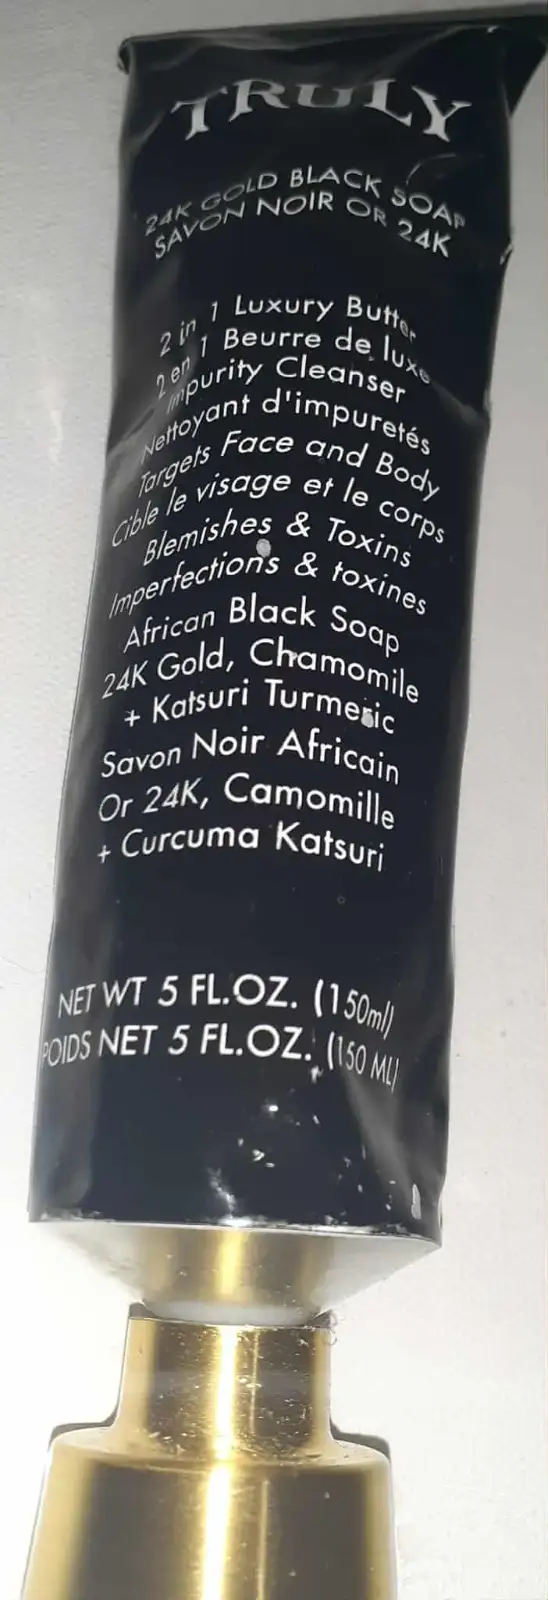 TRULY
24K GOLD BLACK SOAP
SAVON NOIR OR 24K
2 in 1 Luxury Butter
2 en 1 Beurre de luxe
Impurity Cleanser
Nettoyant d'impuretés
Targets Face and Body
Cible le visage et le corps
Blemishes & Toxins
Imperfections & toxines
African Black Soap
24K Gold, Chamomile
+ Katsuri Turmeric
Savon Noir Africain
Or 24K, Camomille
+ Curcuma Katsuri
NET WT 5 FL.OZ. (150ml)
POIDS NET 5 FL.OZ. (150 ML)